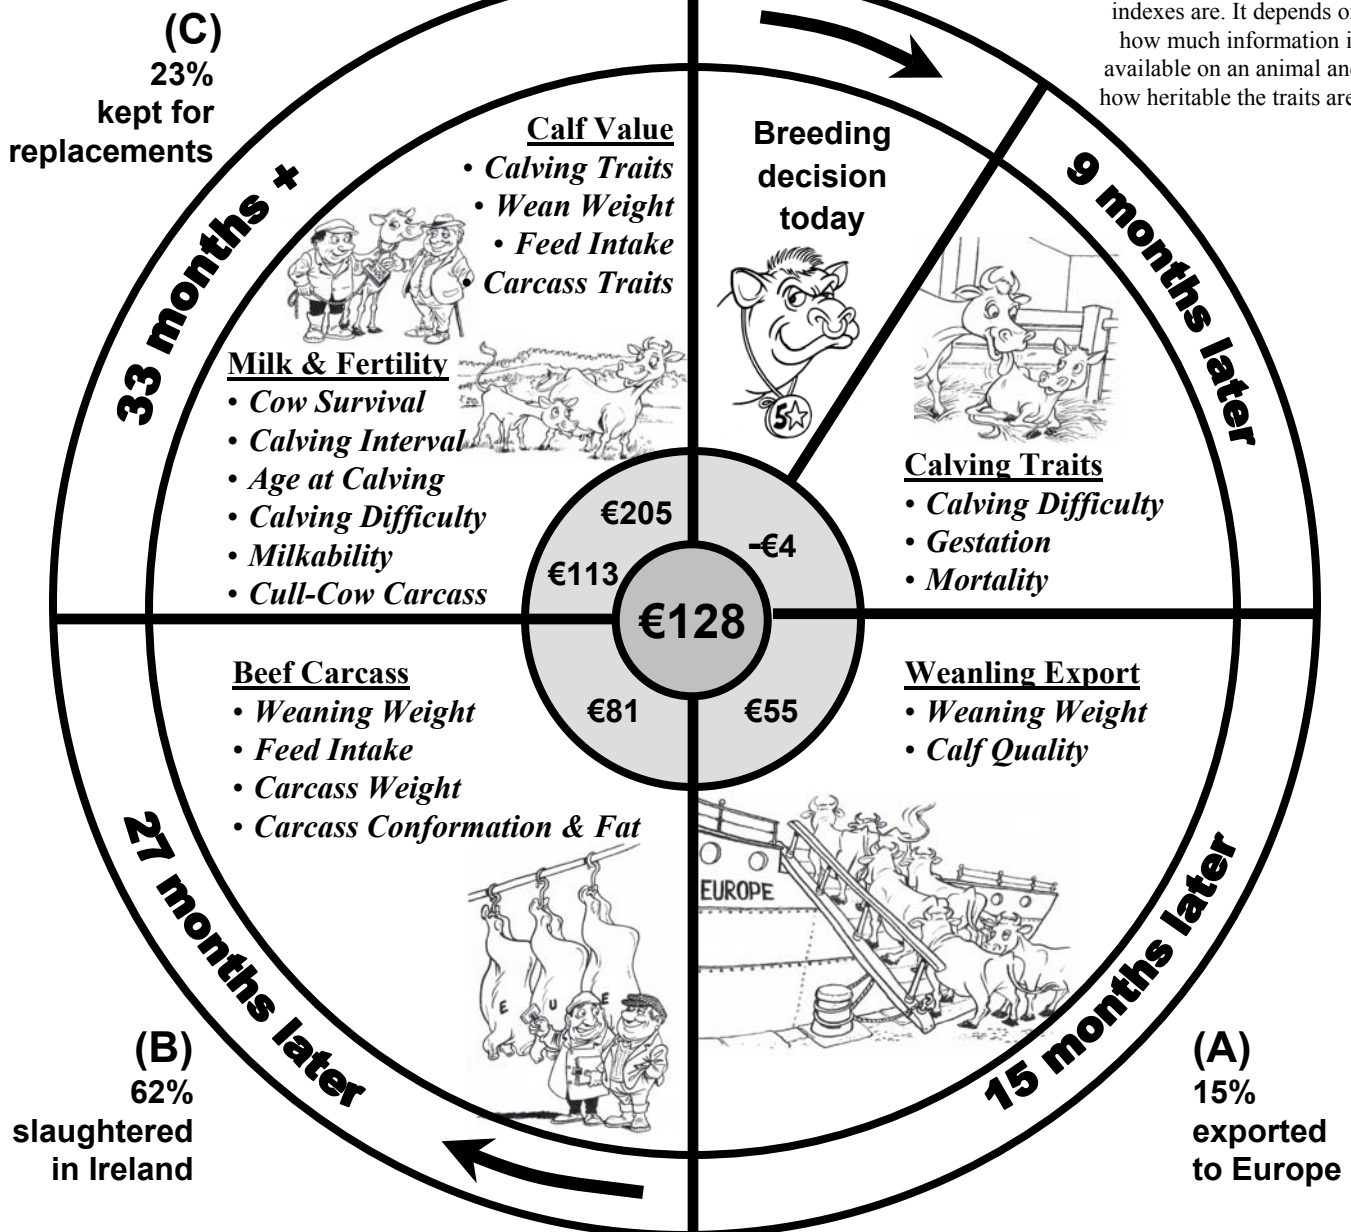 indexes are. It depends o
how much information i
available on an animal and
how heritable the traits are
(C)
23%
kept for
replacements
33 months +
Calf Value
• Calving Traits
• Wean Weight
• Feed Intake
• Carcass Traits
Milk & Fertility
• Cow Survival
• Calving Interval
• Age at Calving
• Calving Difficulty
• Milkability
• Cull-Cow Carcass
Breeding
decision
today
5
9 months later
Calving Traits
• Calving Difficulty
• Gestation
• Mortality
€205
€113
-€4
€128
€81
€55
Beef Carcass
• Weaning Weight
• Feed Intake
• Carcass Weight
• Carcass Conformation & Fat
E U E
27 months later
(B)
62%
slaughtered
in Ireland
Weanling Export
• Weaning Weight
• Calf Quality
EUROPE
15 months later
(A)
15%
exported
to Europe